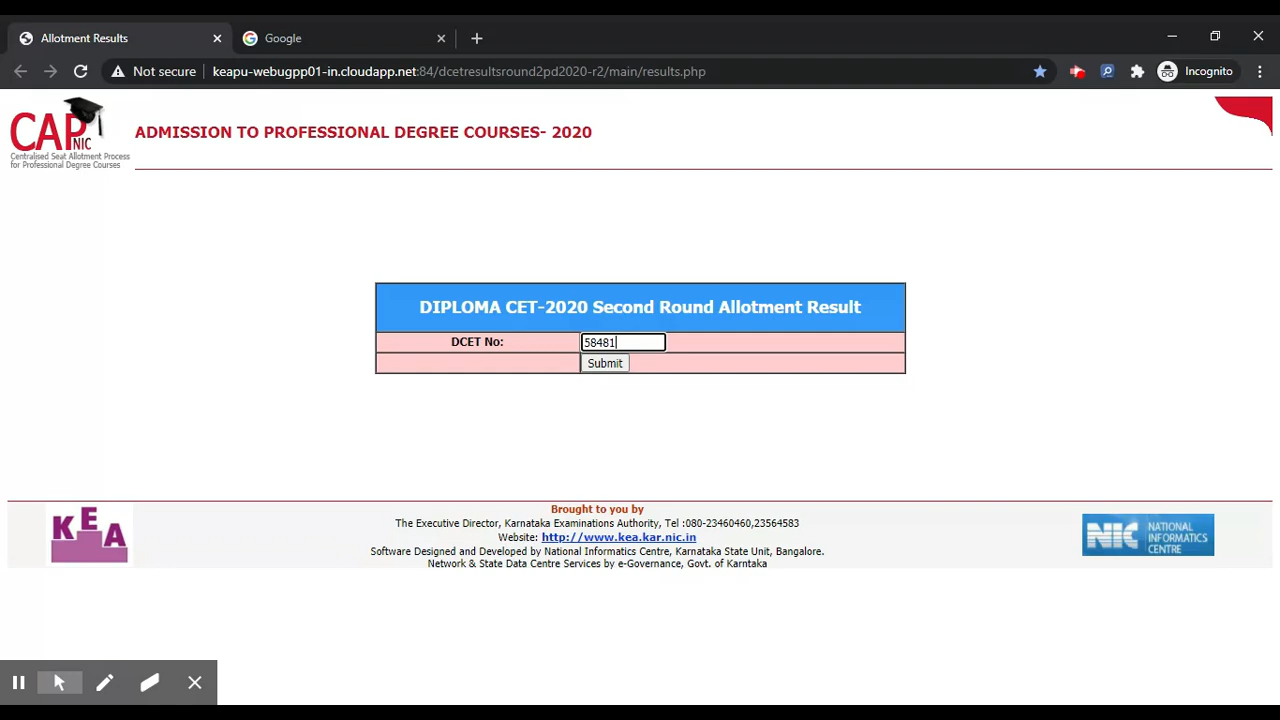 Allotment Results
Google
Not secure
keapu-webugpp01-in.cloudapp.net:84/dcetresultsround2pd2020-r2/main/results.php
Incognito
CAP
NIC
Centralised Seat Allotment Process
for Professional Degree Courses
ADMISSION TO PROFESSIONAL DEGREE COURSES- 2020
DIPLOMA CET-2020 Second Round Allotment Result
DCET No:
58481
Submit
KEA
Brought to you by
The Executive Director, Karnataka Examinations Authority, Tel :080-23460460,23564583
Website: http://www.kea.kar.nic.in
Software Designed and Developed by National Informatics Centre, Karnataka State Unit, Bangalore.
Network & State Data Centre Services by e-Governance, Govt. of Karntaka
NIC
NATIONAL
INFORMATICS
CENTRE